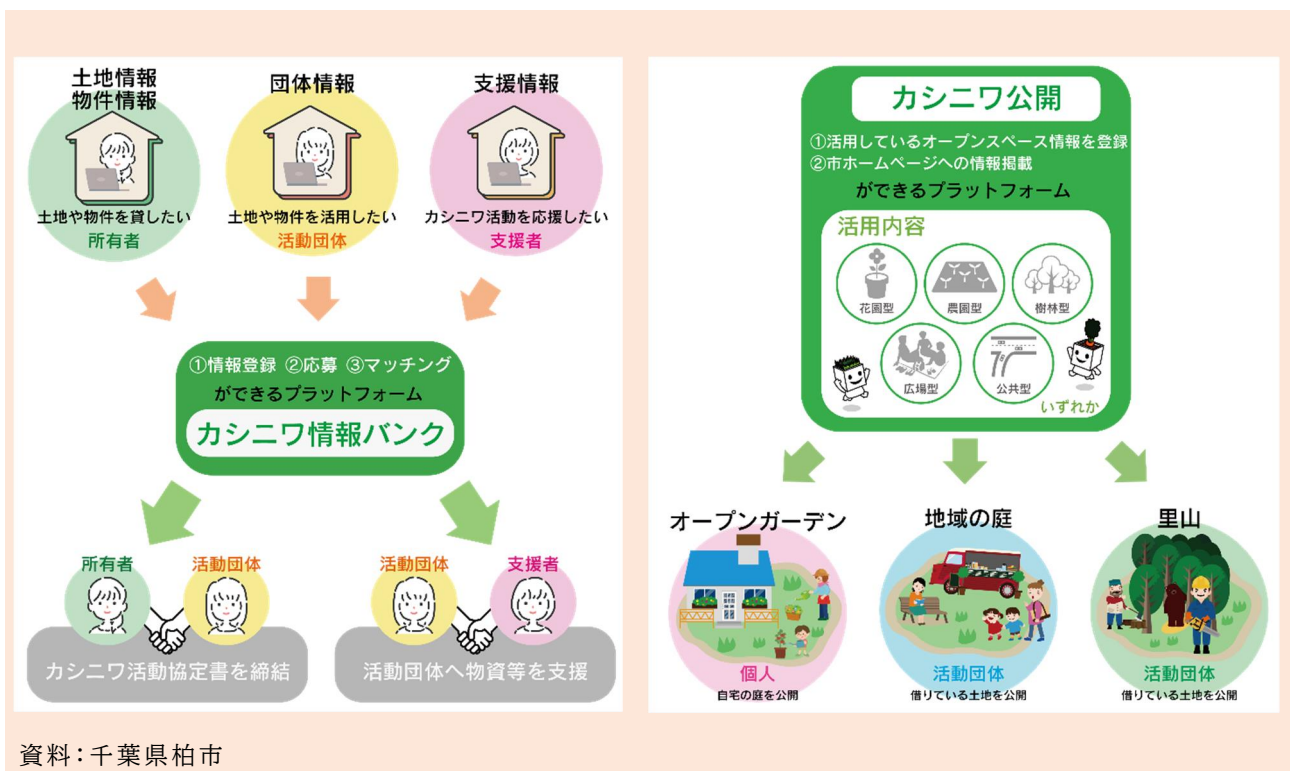 土地情報
物件情報
土地や物件を貸したい
所有者
団体情報
土地や物件を活用したい
活動団体
支援情報
カシニワ活動を応援したい
支援者
①情報登録 ②応募 ③マッチング
ができるプラットフォーム
カシニワ情報バンク
所有者
活動団体
カシニワ活動協定書を締結
活動団体
支援者
活動団体へ物資等を支援
カシニワ公開
①活用しているオープンスペース情報を登録
②市ホームページへの情報掲載
ができるプラットフォーム
活用内容
花園型
農園型
樹林型
広場型
公共型
いずれか
オープンガーデン
個人
自宅の庭を公開
地域の庭
活動団体
借りている土地を公開
里山
活動団体
借りている土地を公開
資料：千葉県柏市